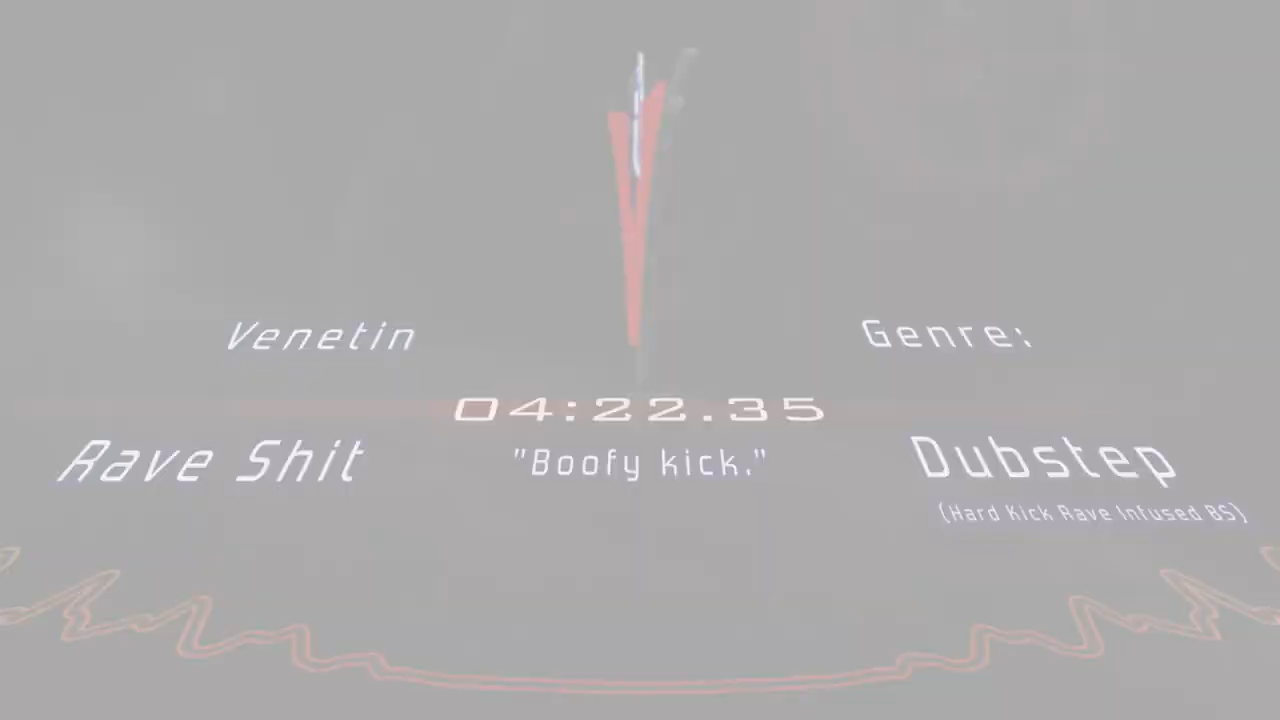 Venetin
Genre:
04:22.35
Rave Shit
"Boofy kick."
Dubstep
(Hard Kick Rave Infused BS)